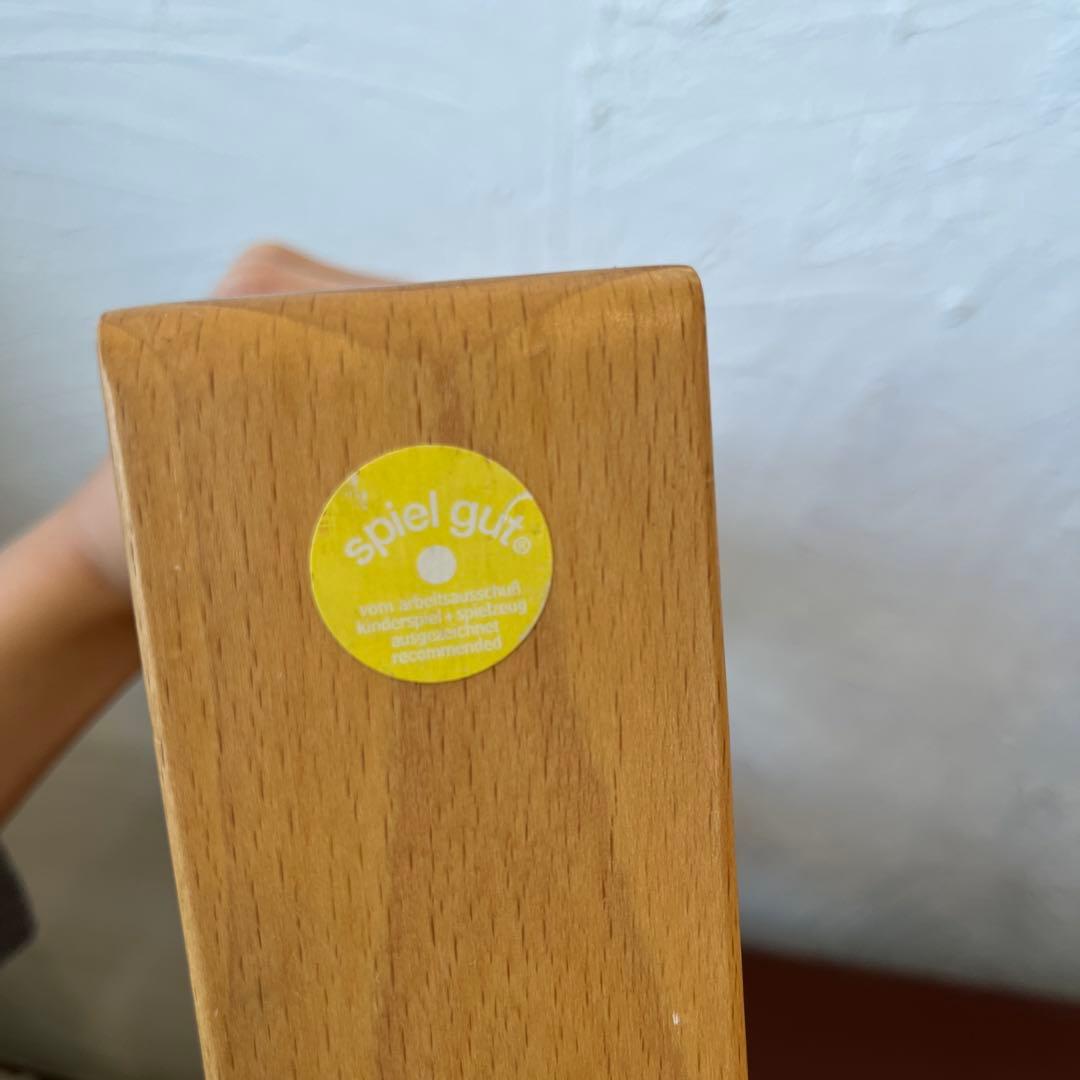 spiel gut®
vom arbeitsausschuß
kinderspiel + spielzeug
ausgezeichnet
recommended